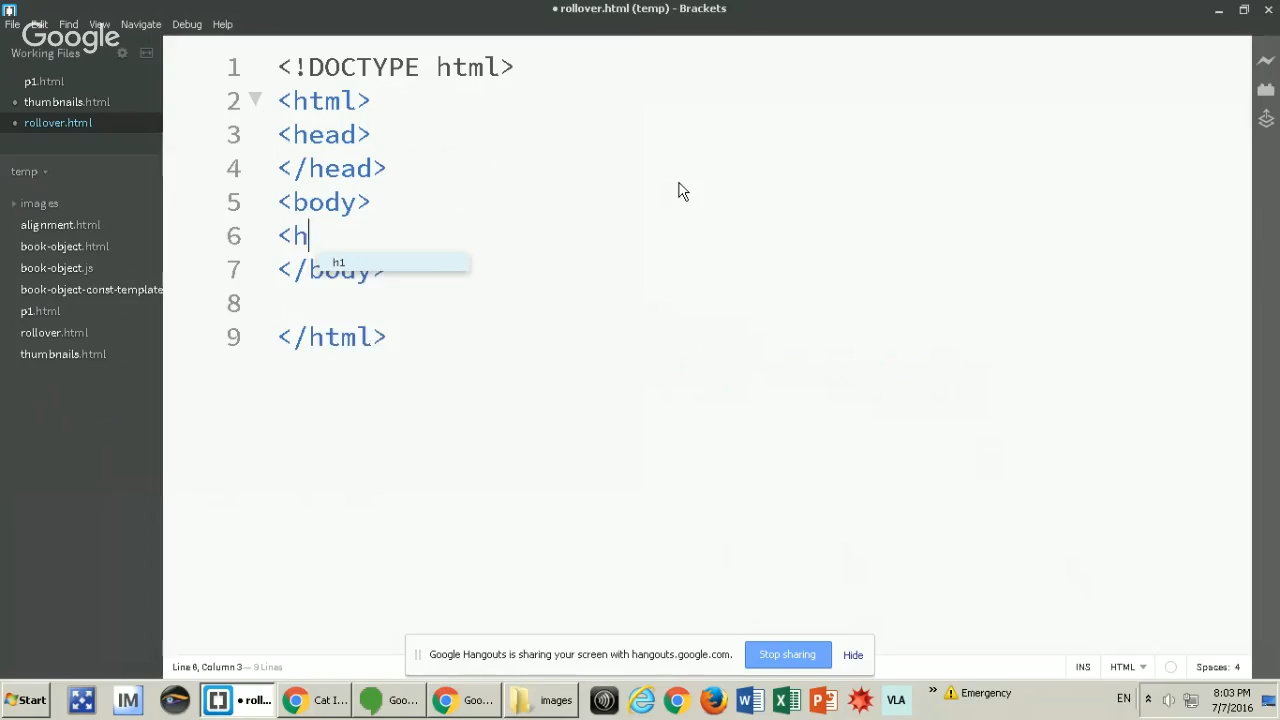 • rollover.html (temp) - Brackets
File Edit Find View Navigate Debug Help
Google
Working Files
p1.html
• thumbnails.html
• rollover.html
temp
images
alignment.html
book-object.html
book-object.js
book-object-const-template
p1.html
rollover.html
thumbnails.html
1 <!DOCTYPE html>
2 <html>
3 <head>
4 </head>
5 <body>
6 <h
h1
7 </body>
8
9 </html>
Google Hangouts is sharing your screen with hangouts.google.com. Stop sharing Hide
Line 6, Column 3 — 9 Lines INS HTML Spaces: 4
Start IM • roll... Cat I... Goo... Goo... images VLA » Emergency EN 8:03 PM
7/7/2016